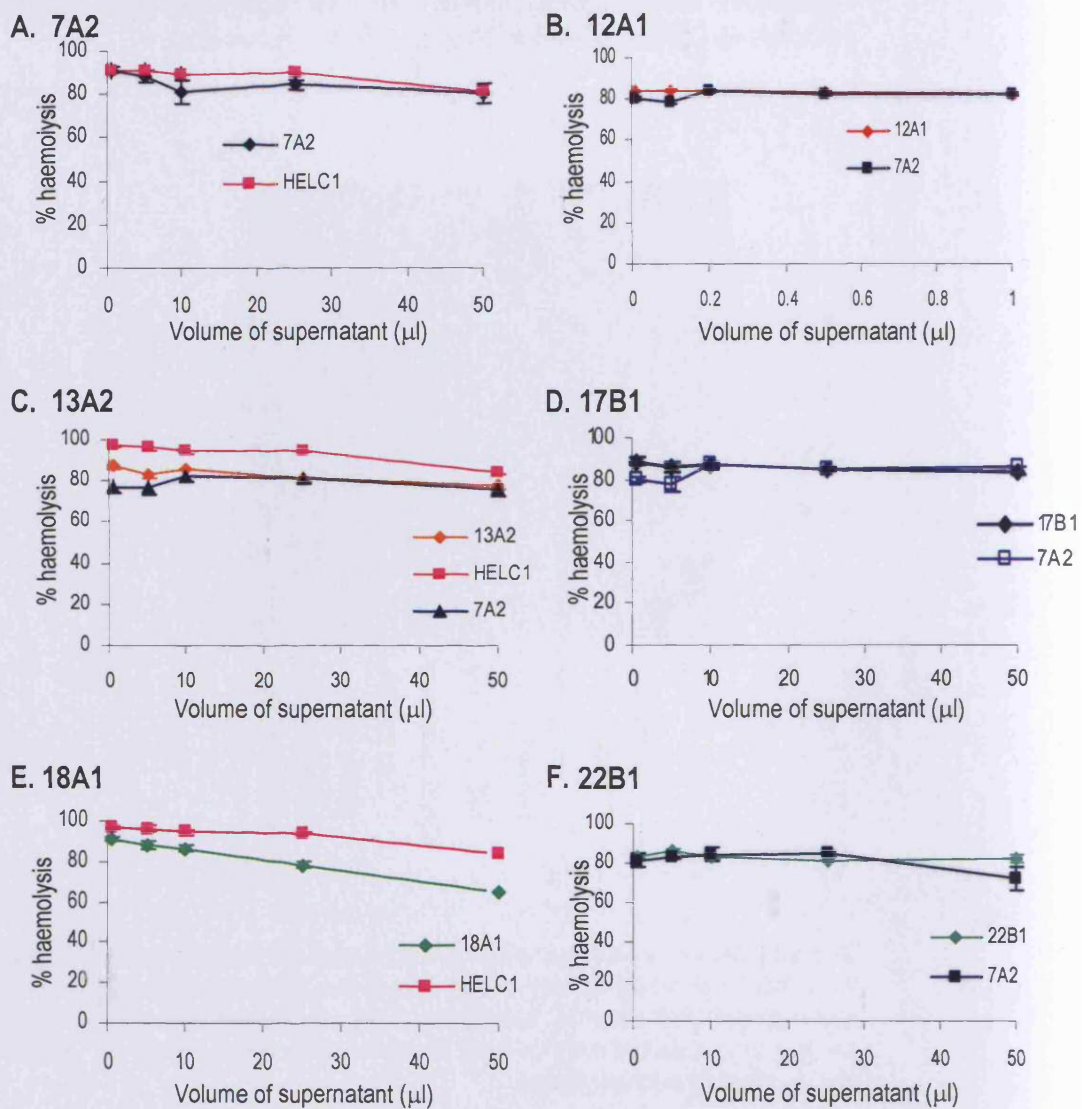 A. 7A2
% haemolysis
100
80
60
40
20
0
7A2
HELC1
0 10 20 30 40 50
Volume of supernatant (µl)
B. 12A1
% haemolysis
100
80
60
40
20
0
12A1
7A2
0 0.2 0.4 0.6 0.8 1
Volume of supernatant (µl)
C. 13A2
% haemolysis
100
80
60
40
20
0
13A2
HELC1
7A2
0 10 20 30 40 50
Volume of supernatant (µl)
D. 17B1
% haemolysis
100
80
60
40
20
0
17B1
7A2
0 10 20 30 40 50
Volume of supernatant (µl)
E. 18A1
% haemolysis
100
80
60
40
20
0
18A1
HELC1
0 10 20 30 40 50
Volume of supernatant (µl)
F. 22B1
% haemolysis
100
80
60
40
20
0
22B1
7A2
0 10 20 30 40 50
Volume of supernatant (µl)